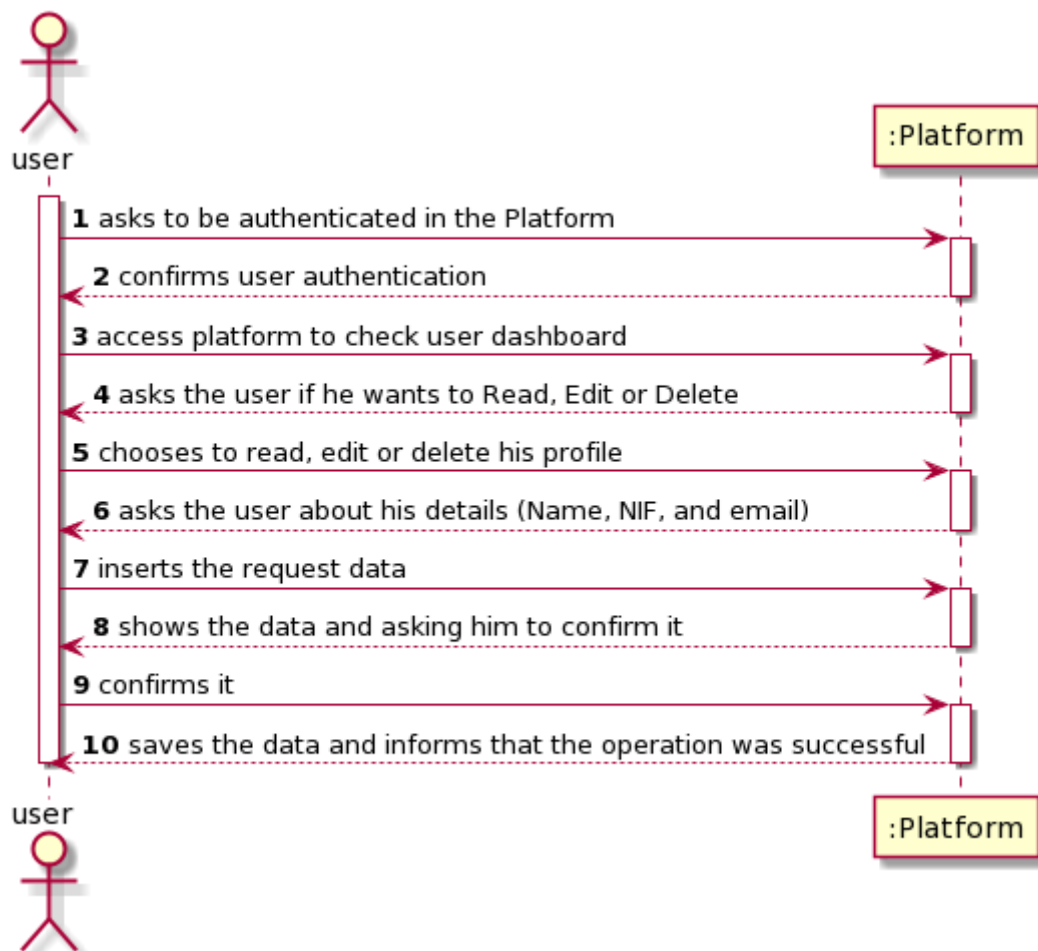 user
:Platform
1 asks to be authenticated in the Platform
2 confirms user authentication
3 access platform to check user dashboard
4 asks the user if he wants to Read, Edit or Delete
5 chooses to read, edit or delete his profile
6 asks the user about his details (Name, NIF, and email)
7 inserts the request data
8 shows the data and asking him to confirm it
9 confirms it
10 saves the data and informs that the operation was successful
user
:Platform